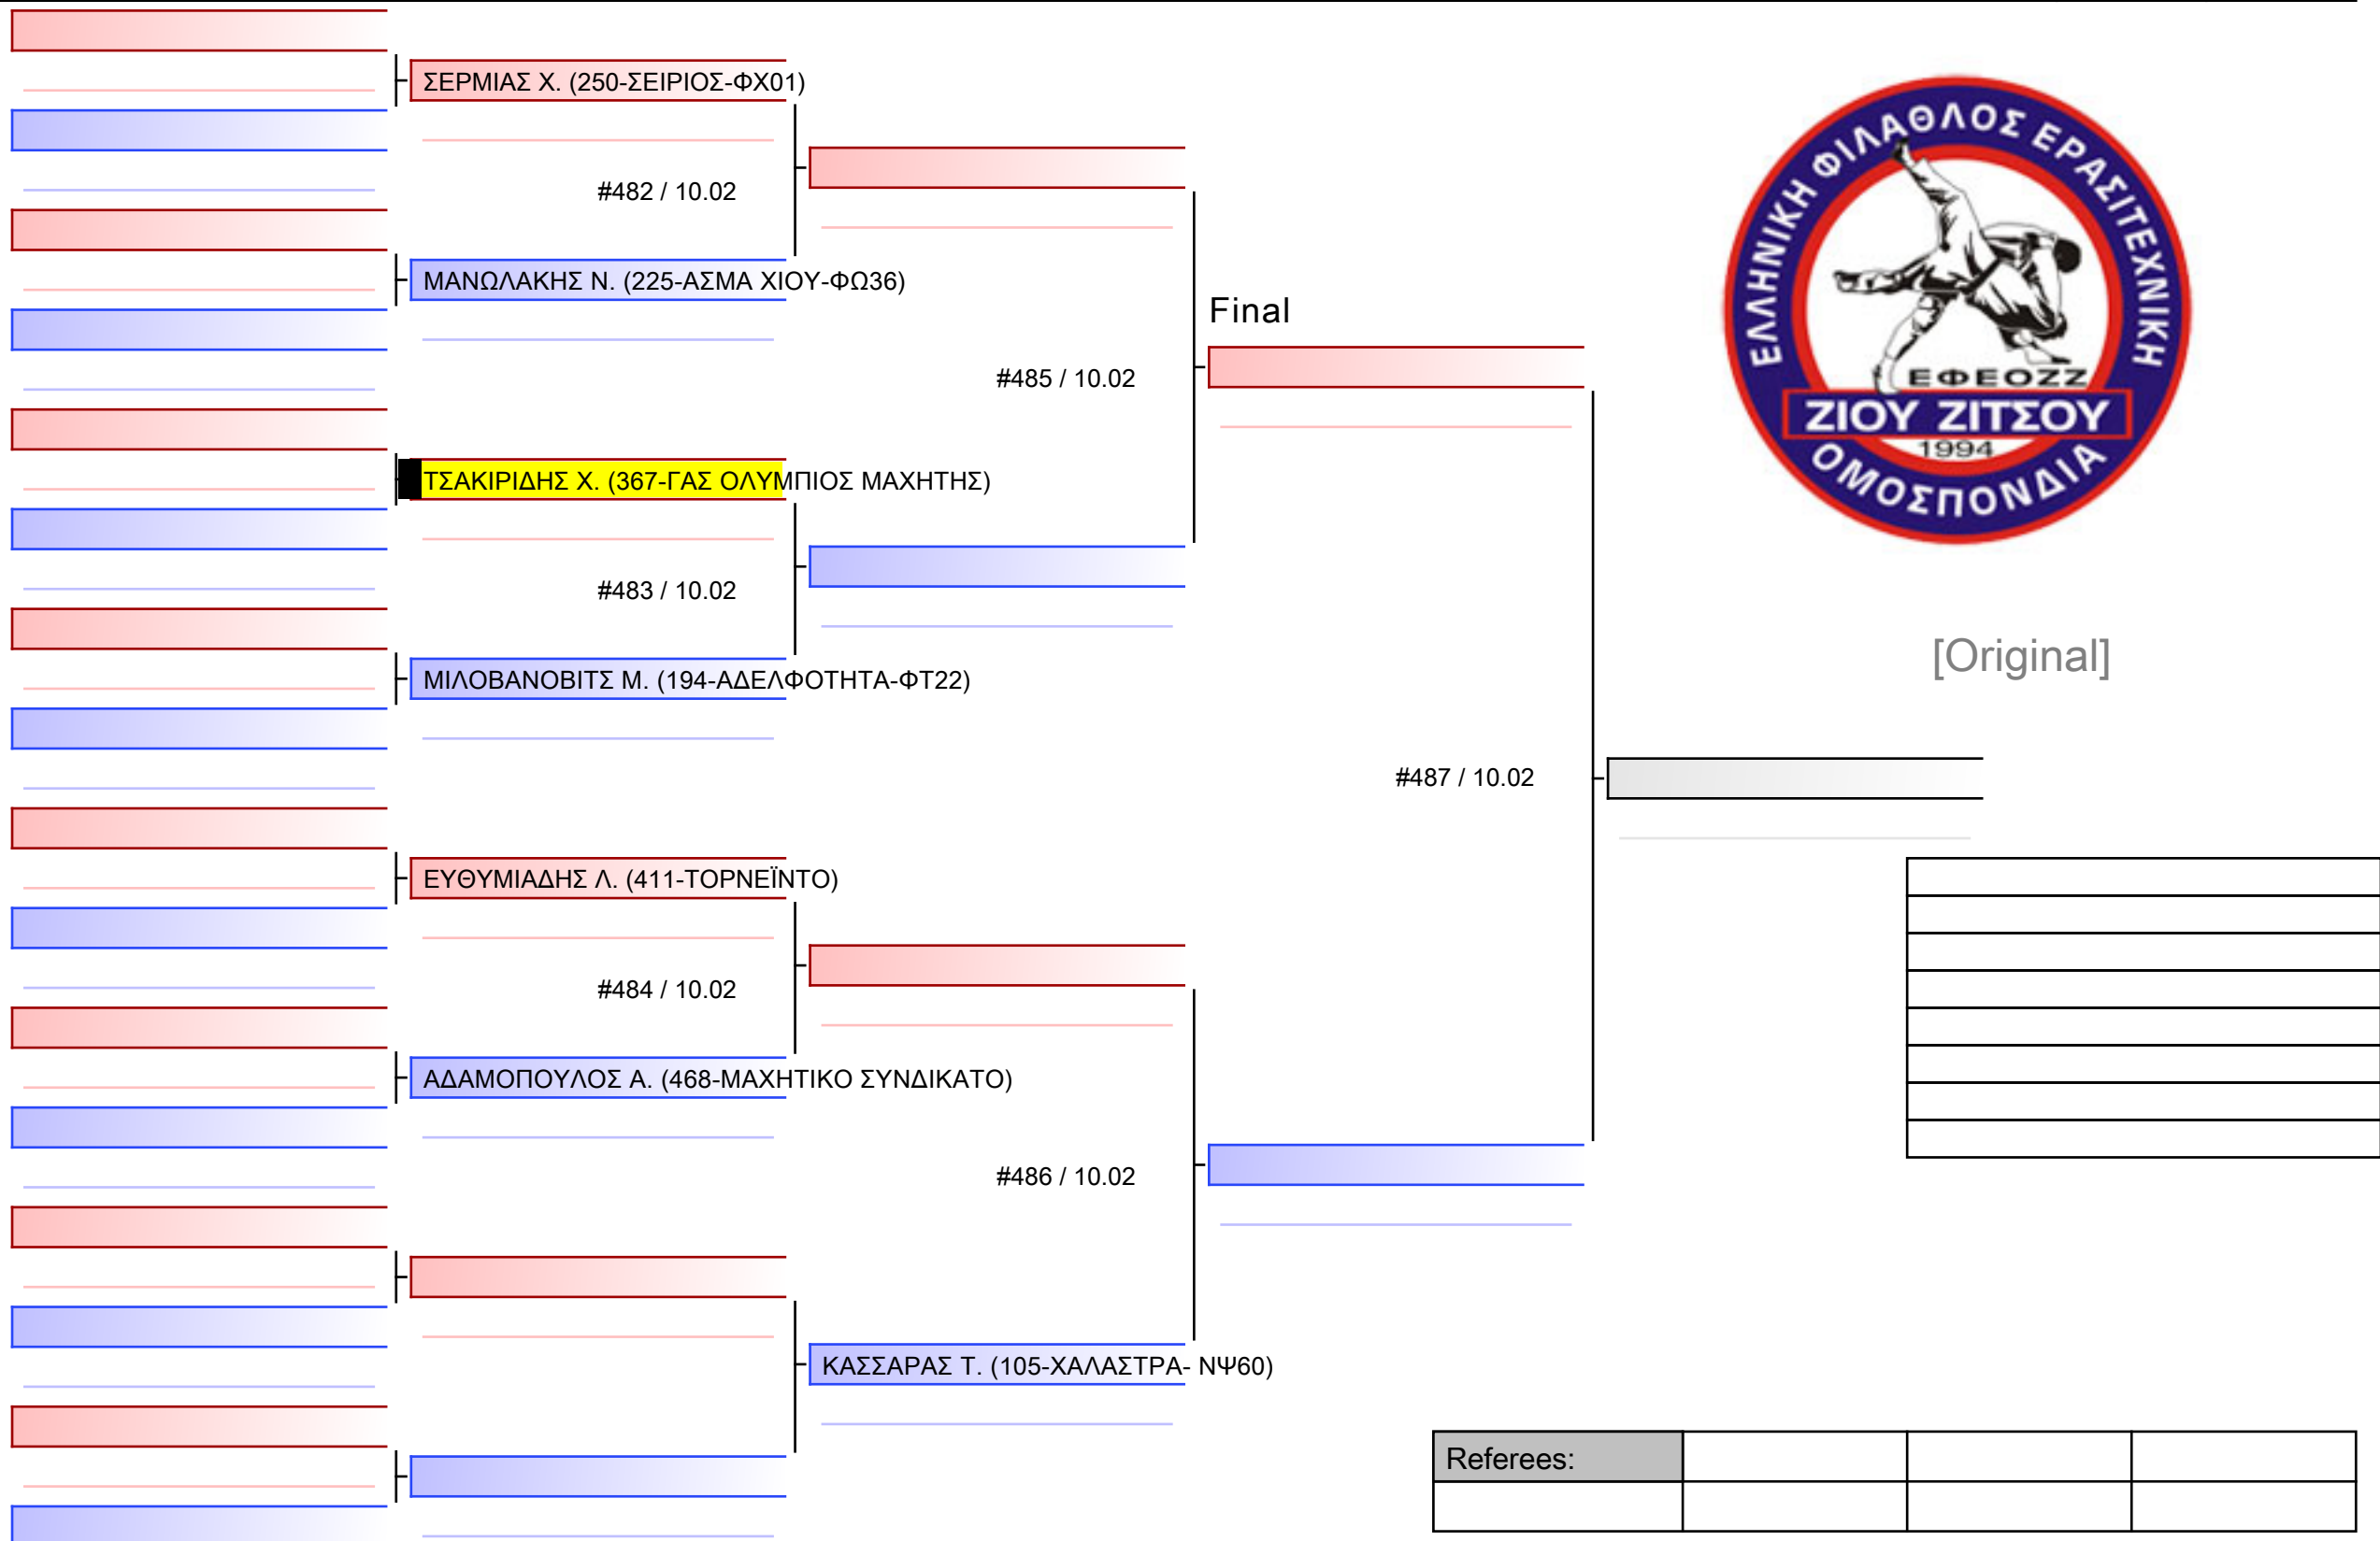 ΣΕΡΜΙΑΣ Χ. (250-ΣΕΙΡΙΟΣ-ΦΧ01)
#482 / 10.02
ΜΑΝΩΛΑΚΗΣ Ν. (225-ΑΣΜΑ ΧΙΟΥ-ΦΩ36)
ΤΣΑΚΙΡΙΔΗΣ Χ. (367-ΓΑΣ ΟΛΥΜΠΙΟΣ ΜΑΧΗΤΗΣ)
#483 / 10.02
ΜΙΛΟΒΑΝΟΒΙΤΣ Μ. (194-ΑΔΕΛΦΟΤΗΤΑ-ΦΤ22)
ΕΥΘΥΜΙΑΔΗΣ Λ. (411-ΤΟΡΝΕΪΝΤΟ)
#484 / 10.02
ΑΔΑΜΟΠΟΥΛΟΣ Α. (468-ΜΑΧΗΤΙΚΟ ΣΥΝΔΙΚΑΤΟ)
#485 / 10.02
#486 / 10.02
ΚΑΣΣΑΡΑΣ Τ. (105-ΧΑΛΑΣΤΡΑ- ΝΨ60)
Final
#487 / 10.02
ΕΛΛΗΝΙΚΗ ΦΙΛΑΘΛΟΣ ΕΡΑΣΙΤΕΧΝΙΚΗ
ΕΦΕΟΖΖ
ΖΙΟΥ ΖΙΤΣΟΥ
1994
ΟΜΟΣΠΟΝΔΙΑ
[Original]
Referees: